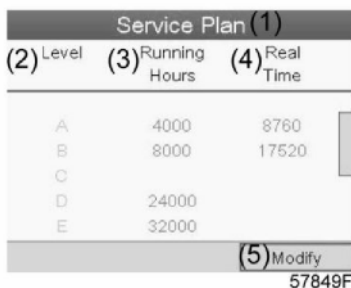 Service Plan (1)
(2) Level (3) Running Hours (4) Real Time
A 4000 8760
B 8000 17520
C
D 24000
E 32000
(5) Modify
57849F